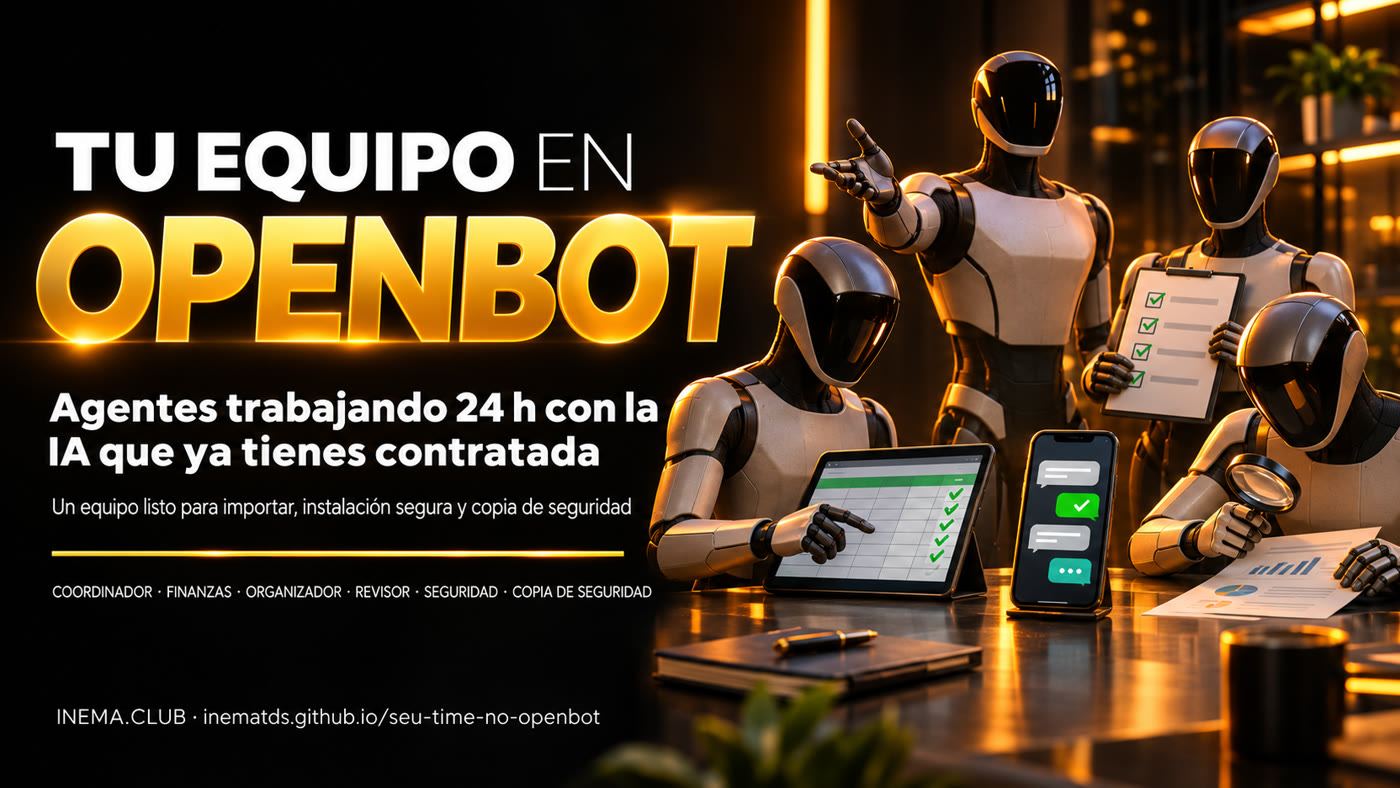 TU EQUIPO EN
OPENBOT
Agentes trabajando 24 h con la
IA que ya tienes contratada
Un equipo listo para importar, instalación segura y copia de seguridad
COORDINADOR · FINANZAS · ORGANIZADOR · REVISOR · SEGURIDAD · COPIA DE SEGURIDAD
INEMA.CLUB · inematds.github.io/seu-time-no-openbot